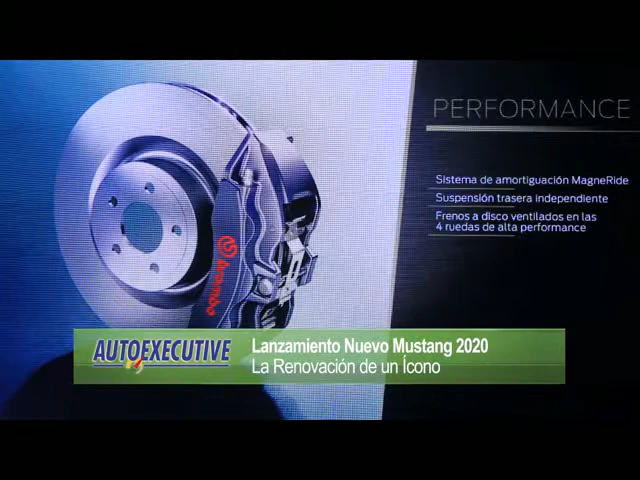 PERFORMANCE
Sistema de amortiguación MagneRide
Suspensión trasera independiente
Frenos a disco ventilados en las
4 ruedas de alta performance
brembo
AUTOEXECUTIVE
Lanzamiento Nuevo Mustang 2020
La Renovación de un Ícono